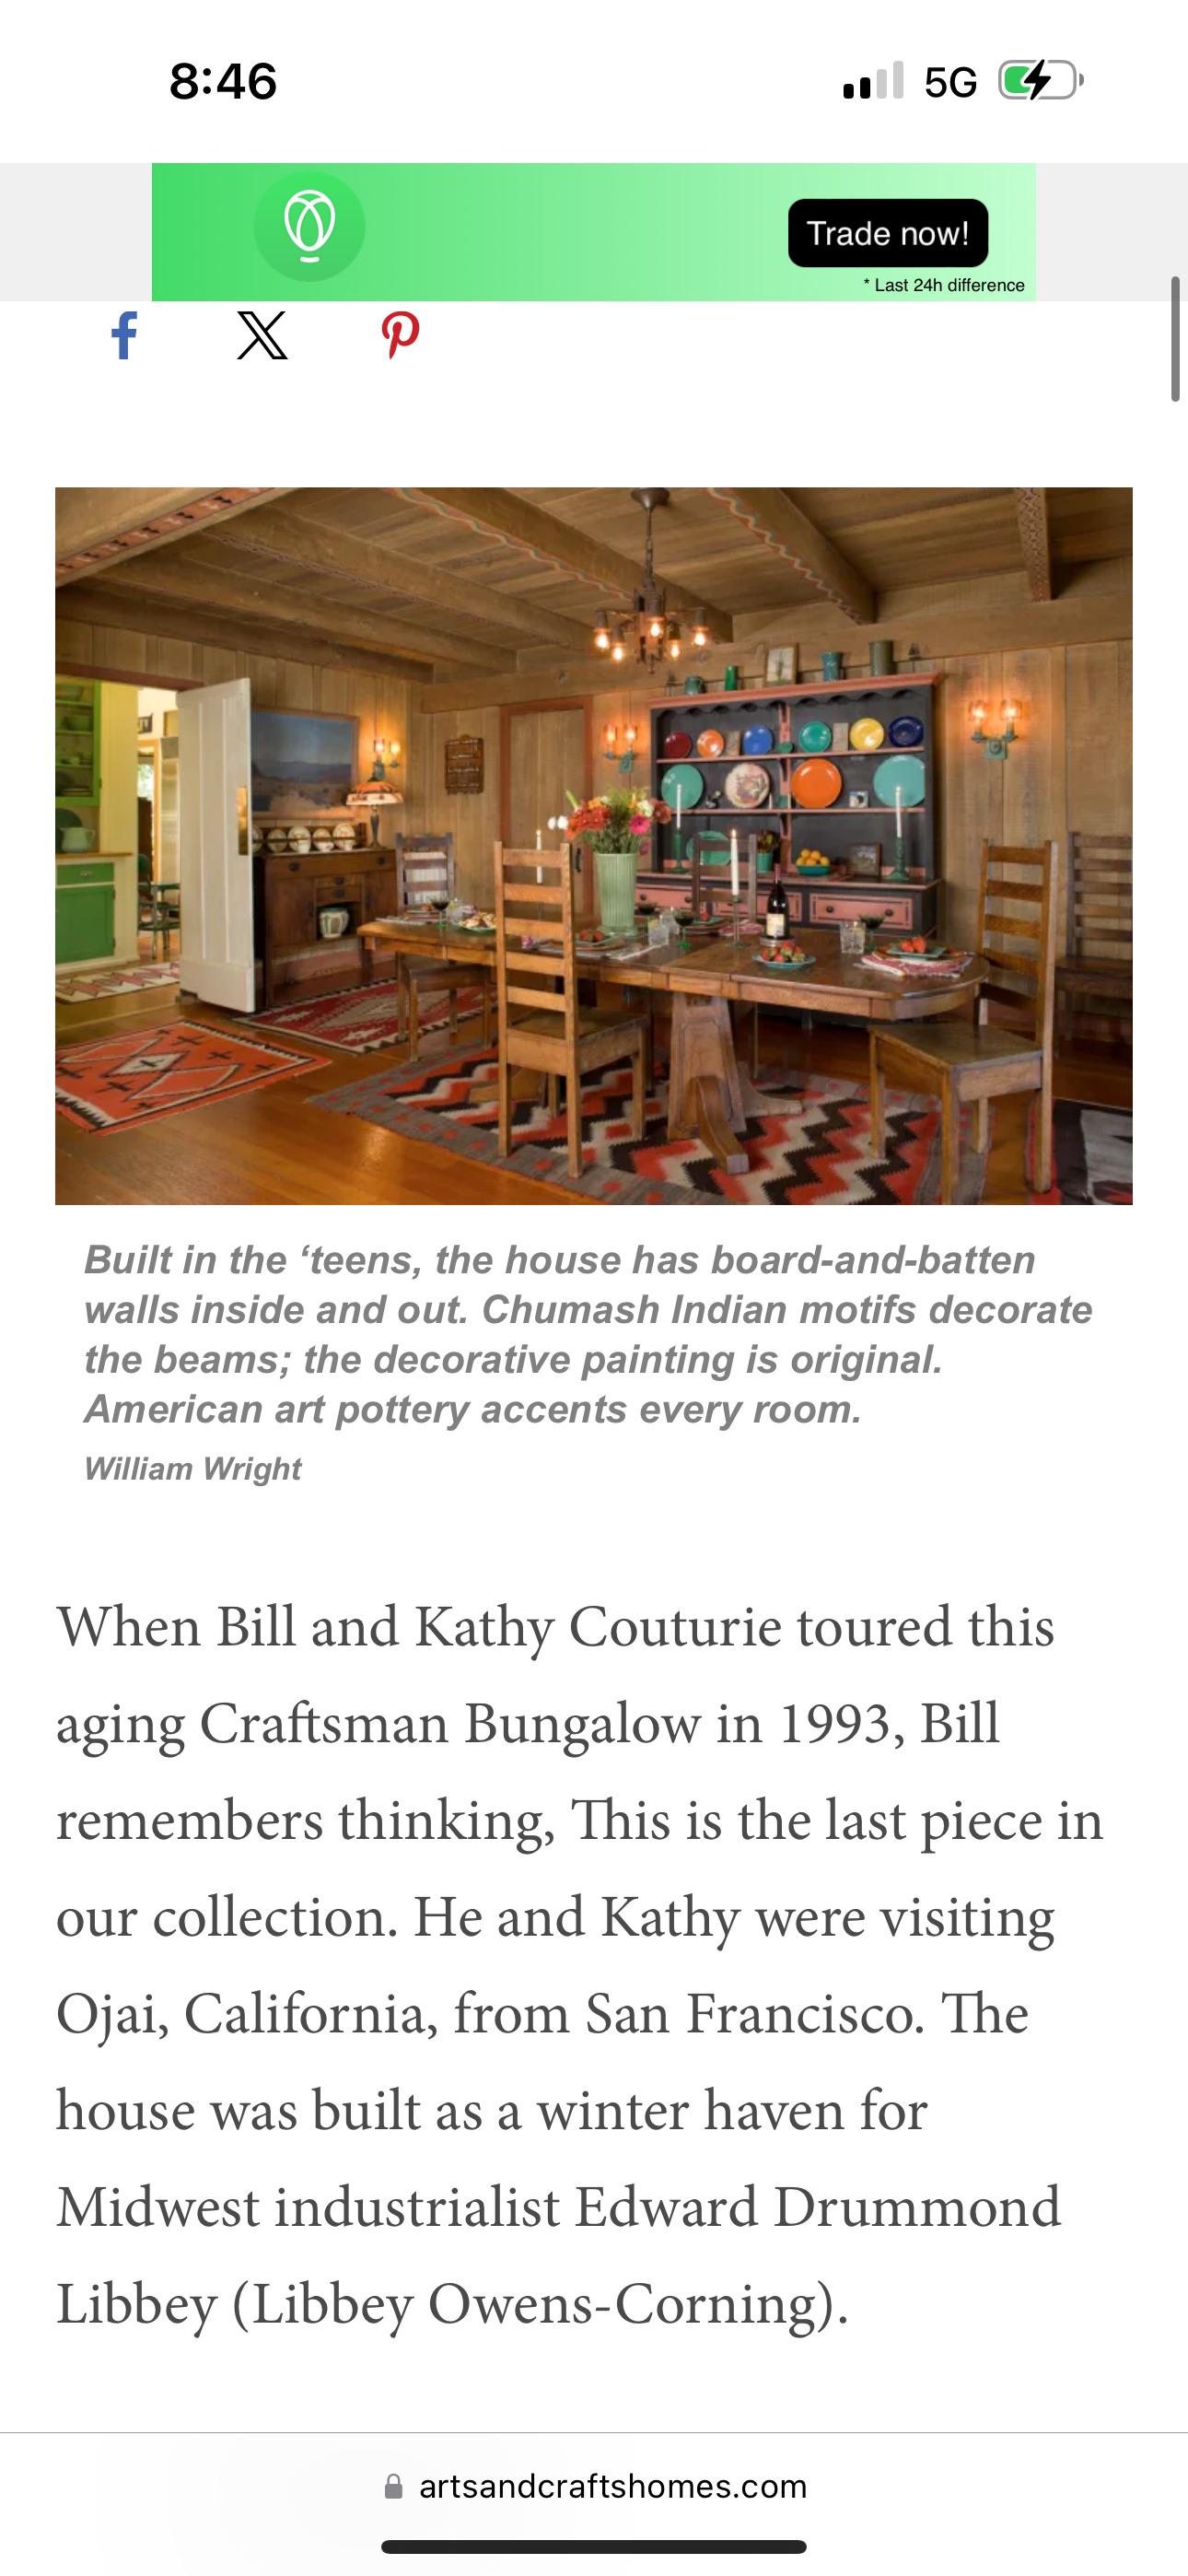 8:46
5G
Trade now!
* Last 24h difference
Built in the ‘teens, the house has board-and-batten
walls inside and out. Chumash Indian motifs decorate
the beams; the decorative painting is original.
American art pottery accents every room.
William Wright
When Bill and Kathy Couturie toured this
aging Craftsman Bungalow in 1993, Bill
remembers thinking, This is the last piece in
our collection. He and Kathy were visiting
Ojai, California, from San Francisco. The
house was built as a winter haven for
Midwest industrialist Edward Drummond
Libbey (Libbey Owens-Corning).
artsandcraftshomes.com